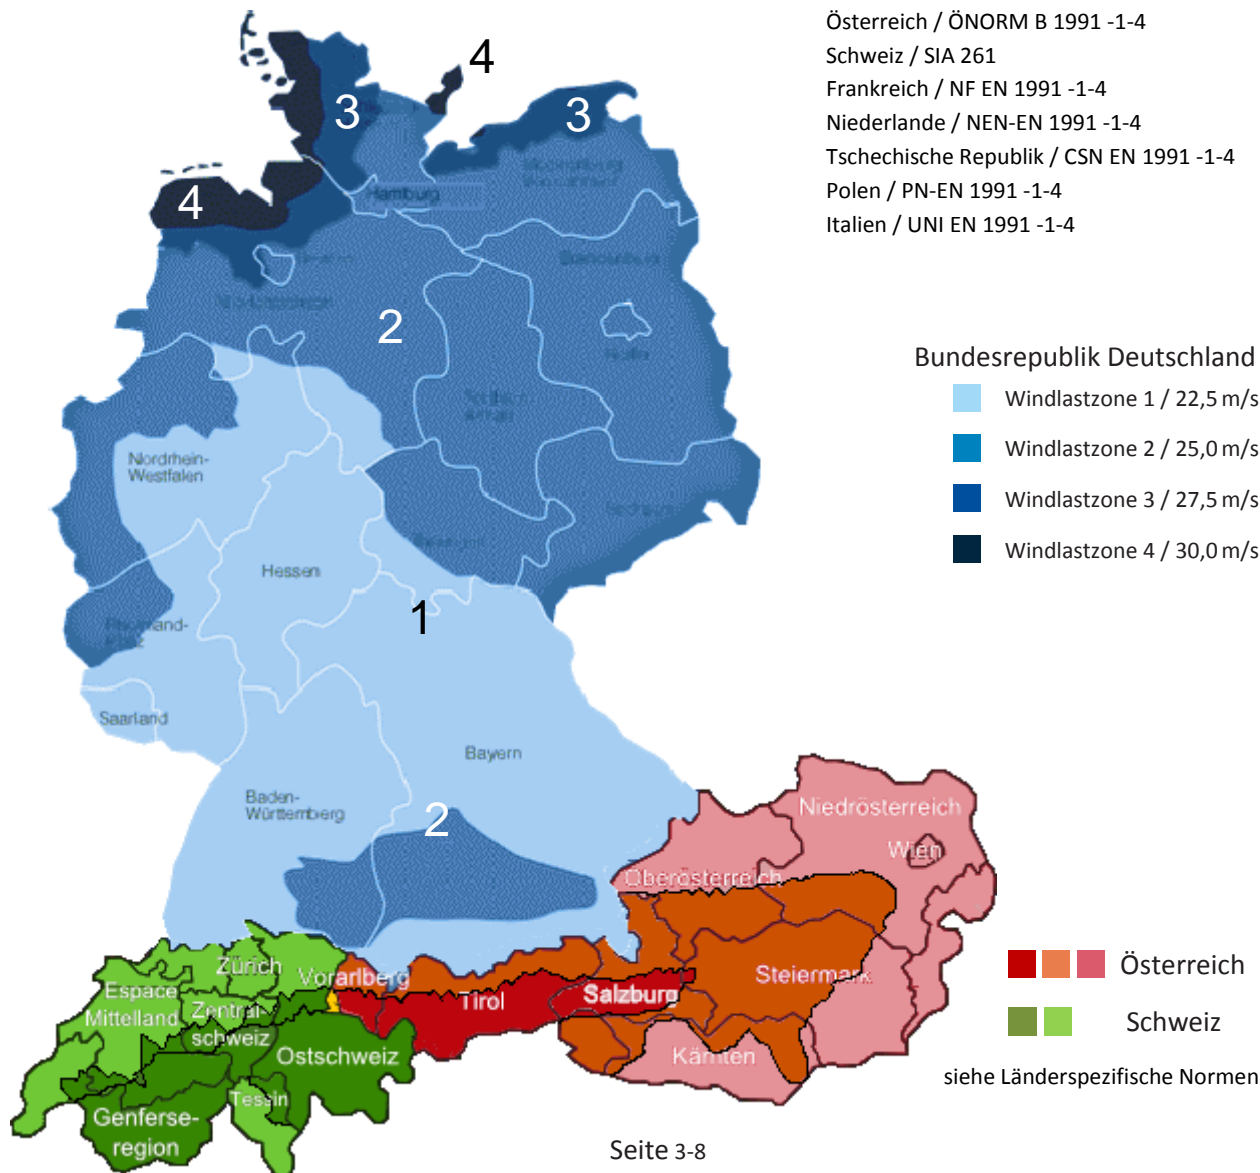 Österreich / ÖNORM B 1991 -1-4
Schweiz / SIA 261
Frankreich / NF EN 1991 -1-4
Niederlande / NEN-EN 1991 -1-4
Tschechische Republik / CSN EN 1991 -1-4
Polen / PN-EN 1991 -1-4
Italien / UNI EN 1991 -1-4
4
3
3
4
Hamburg
2
Bundesrepublik Deutschland
Windlastzone 1 / 22,5 m/s
Windlastzone 2 / 25,0 m/s
Windlastzone 3 / 27,5 m/s
Windlastzone 4 / 30,0 m/s
Nordrhein-
Westfalen
Hessen
1
Saarland
Bayern
Baden-
Württemberg
2
Niedrösterreich
Wien
Oberösterreich
Zürich
Vorarlberg
Espace
Mittelland
Zentral-
schweiz
Tirol
Salzburg
Steiermark
Ostschweiz
Kärnten
Tessin
Genferse-
region
Österreich
Schweiz
siehe Länderspezifische Normen
Seite 3-8